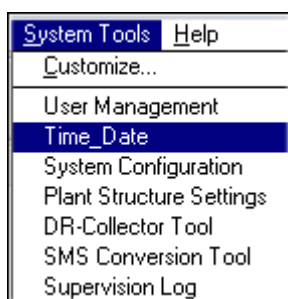 System Tools Help
Customize...
User Management
Time_Date
System Configuration
Plant Structure Settings
DR-Collector Tool
SMS Conversion Tool
Supervision Log